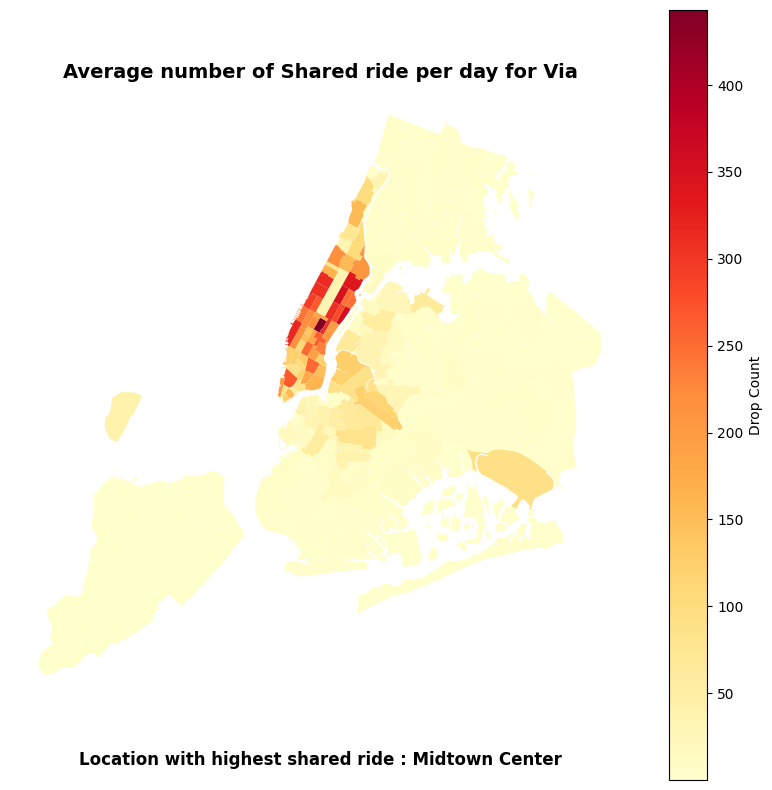 Average number of Shared ride per day for Via
400
350
300
250
200
150
100
50
Drop Count
Location with highest shared ride : Midtown Center